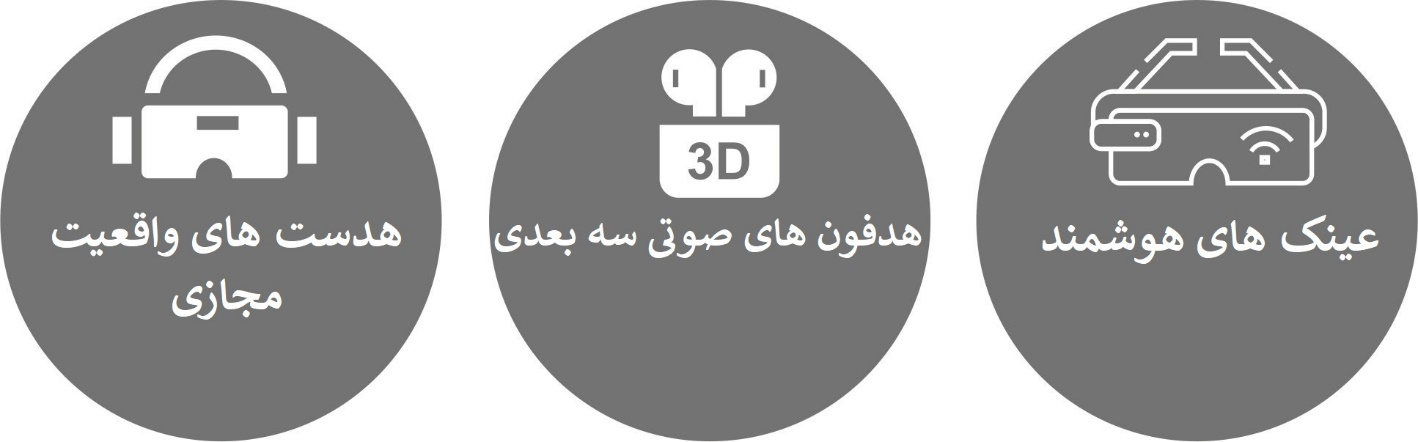 عینک های هوشمند
3D
هدفون های صوتی سه بعدی
هدست های واقعیت
مجازی